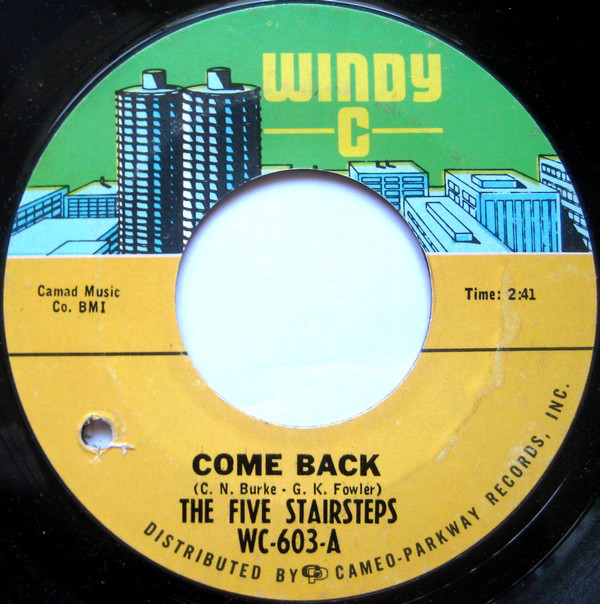 WINDY
C
Camad Music
Co. BMI
Time: 2:41
COME BACK
(C. N. Burke - G. K. Fowler)
THE FIVE STAIRSTEPS
WC-603-A
DISTRIBUTED BY CP CAMEO-PARKWAY RECORDS, INC.